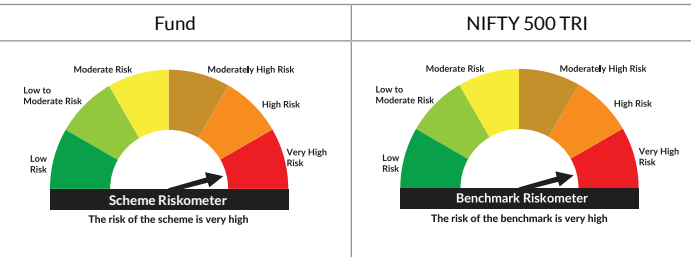 Fund
NIFTY 500 TRI
Moderate Risk
Moderately High Risk
Low to
Moderate Risk
High Risk
Low
Risk
Very High
Risk
Scheme Riskometer
The risk of the scheme is very high
Moderate Risk
Moderately High Risk
Low to
Moderate Risk
High Risk
Low
Risk
Very High
Risk
Benchmark Riskometer
The risk of the benchmark is very high